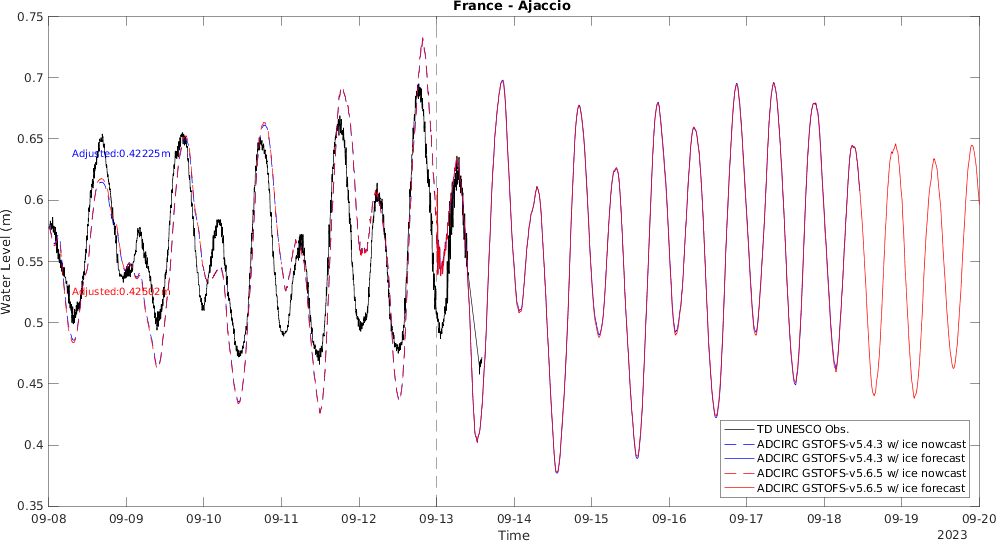 France - Ajaccio
Water Level (m)
0.75
0.7
0.65
0.6
0.55
0.5
0.45
0.4
0.35
Adjusted:0.42225m
Adjusted:0.42502m
TD UNESCO Obs.
ADCIRC GSTOFS-v5.4.3 w/ ice nowcast
ADCIRC GSTOFS-v5.4.3 w/ ice forecast
ADCIRC GSTOFS-v5.6.5 w/ ice nowcast
ADCIRC GSTOFS-v5.6.5 w/ ice forecast
09-08 09-09 09-10 09-11 09-12 09-13 09-14 09-15 09-16 09-17 09-18 09-19 09-20
Time
2023